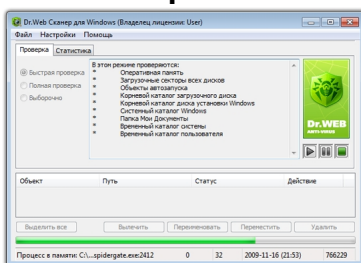 Dr.Web Сканер для Windows (Владелец лицензии: User)
Файл Настройки Помощь
Проверка Статистика
Быстрая проверка
Полная проверка
Выборочно
В этом режиме проверяются:
* Оперативная память
* Загрузочные секторы всех дисков
* Объекты автозапуска
* Корневой каталог загрузочного диска
* Корневой каталог диска установки Windows
* Системный каталог Windows
* Папка Мои Документы
* Временный каталог системы
* Временный каталог пользователя
Dr.WEB
ANTI-VIRUS
Объект Путь Статус Действие
Выделить все Вылечить Переименовать Переместить Удалить
Процесс в памяти: C:\...spidergate.exe:2412 0 32 2009-11-16 (21:53) 766229